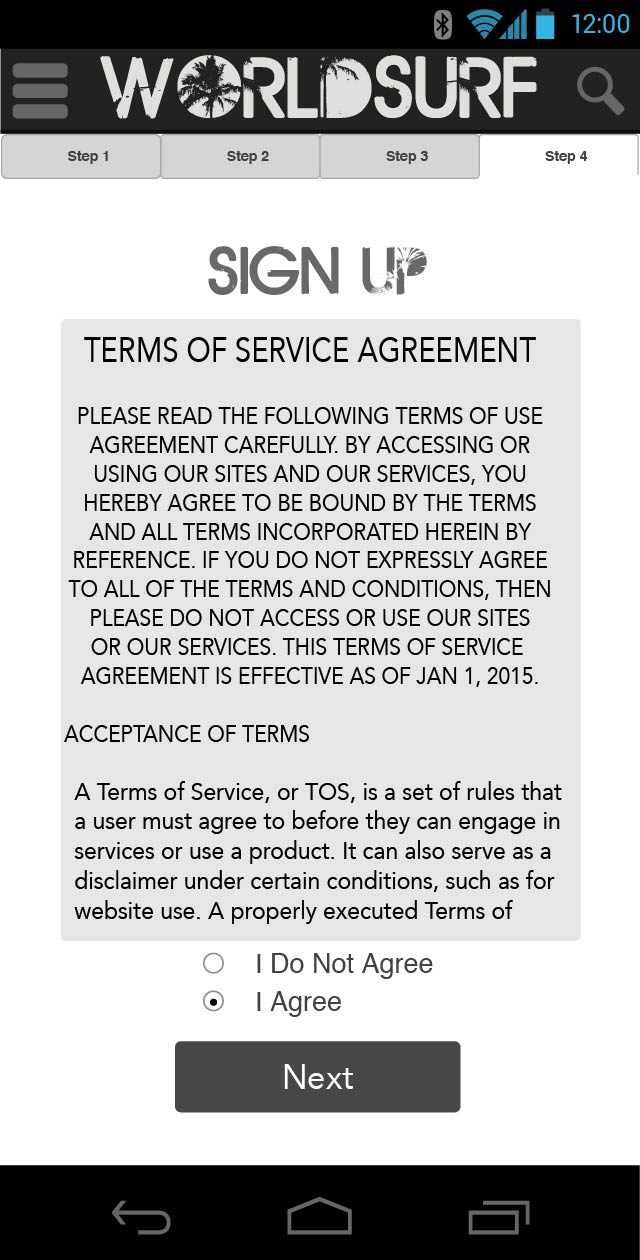 12:00
WORLDSURF
Step 1
Step 2
Step 3
Step 4
SIGN UP
TERMS OF SERVICE AGREEMENT
PLEASE READ THE FOLLOWING TERMS OF USE
AGREEMENT CAREFULLY. BY ACCESSING OR
USING OUR SITES AND OUR SERVICES, YOU
HEREBY AGREE TO BE BOUND BY THE TERMS
AND ALL TERMS INCORPORATED HEREIN BY
REFERENCE. IF YOU DO NOT EXPRESSLY AGREE
TO ALL OF THE TERMS AND CONDITIONS, THEN
PLEASE DO NOT ACCESS OR USE OUR SITES
OR OUR SERVICES. THIS TERMS OF SERVICE
AGREEMENT IS EFFECTIVE AS OF JAN 1, 2015.
ACCEPTANCE OF TERMS
A Terms of Service, or TOS, is a set of rules that
a user must agree to before they can engage in
services or use a product. It can also serve as a
disclaimer under certain conditions, such as for
website use. A properly executed Terms of
I Do Not Agree
I Agree
Next